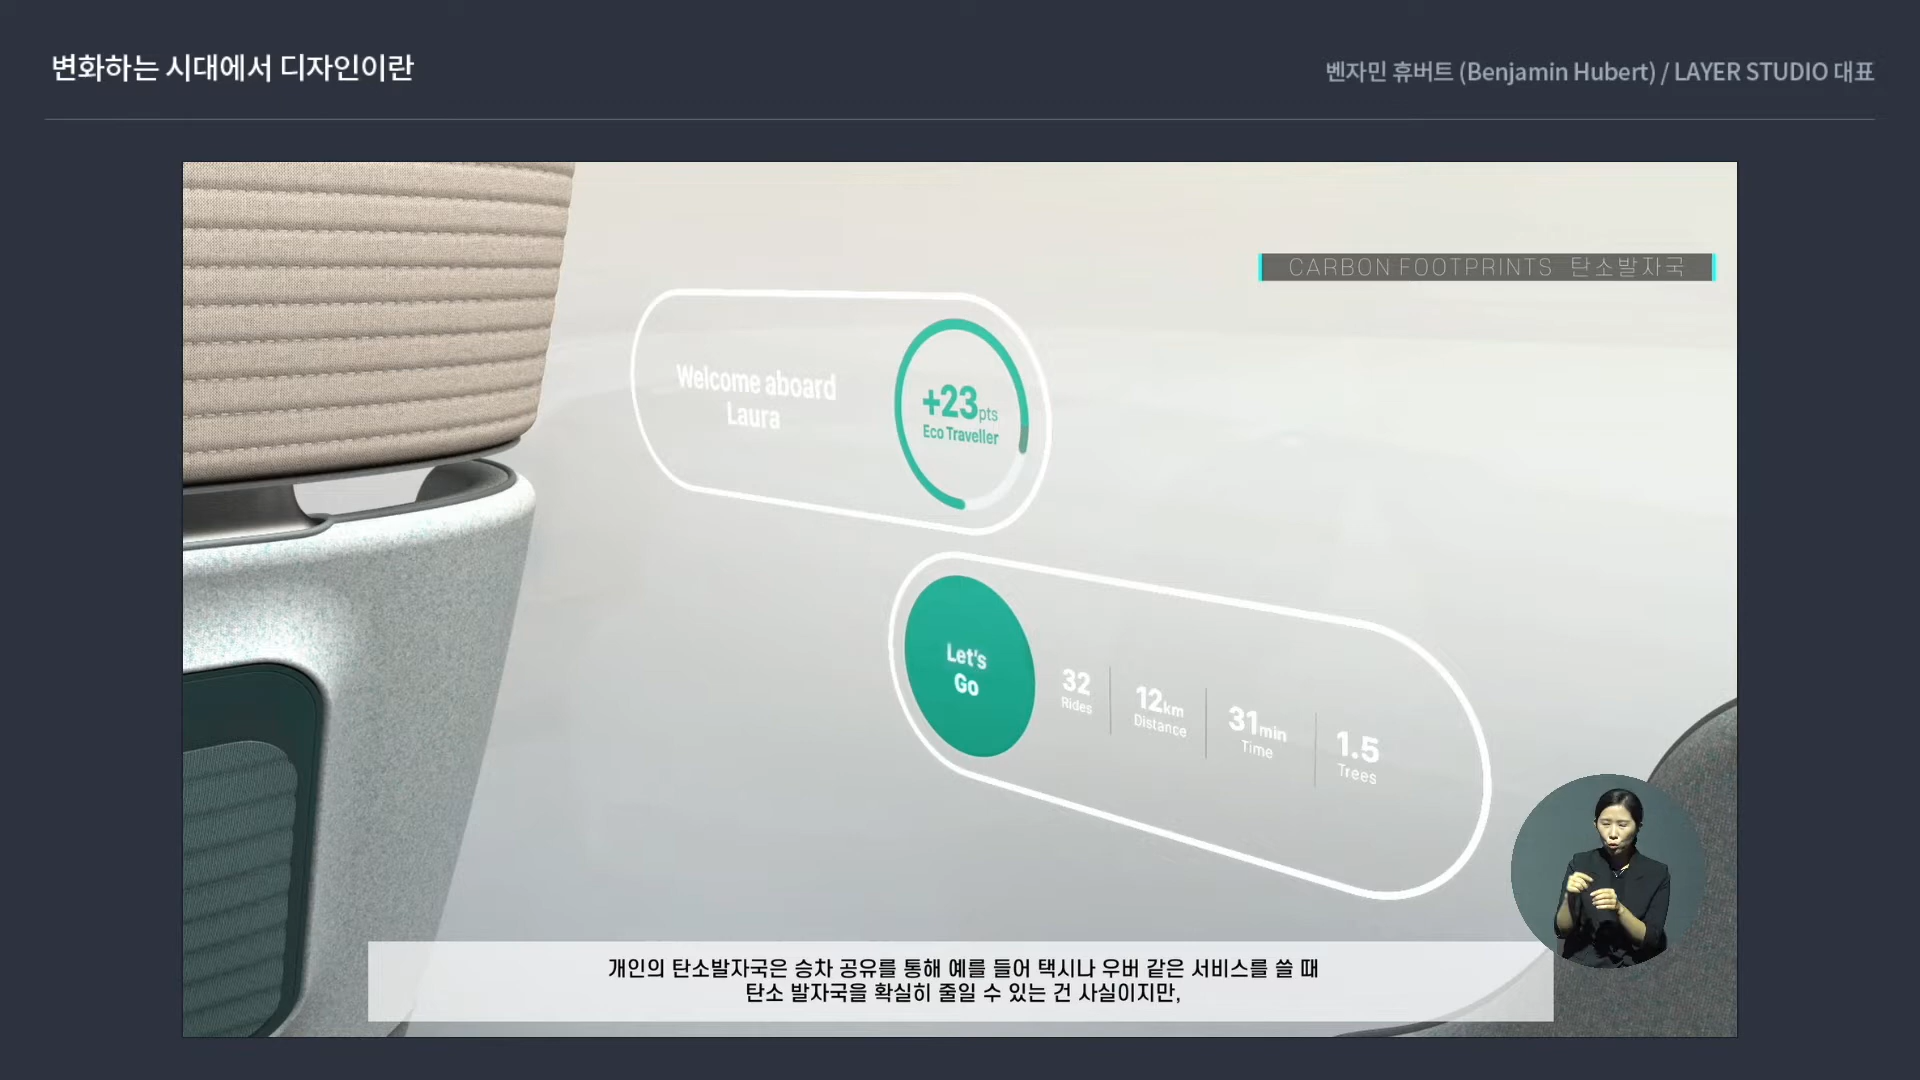 변화하는 시대에서 디자인이란
벤자민 휴버트 (Benjamin Hubert) / LAYER STUDIO 대표
CARBON FOOTPRINTS 탄소발자국
Welcome aboard
Laura
+23pts
Eco Traveller
Let's
Go
32
Rides
12km
Distance
31min
Time
1.5
Trees
개인의 탄소발자국은 승차 공유를 통해 예를 들어 택시나 우버 같은 서비스를 쓸 때
탄소 발자국을 확실히 줄일 수 있는 건 사실이지만,